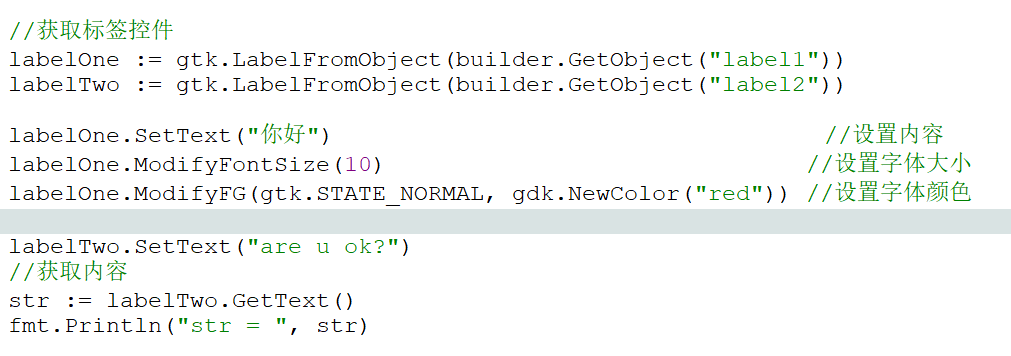 //获取标签控件
labelOne := gtk.LabelFromObject(builder.GetObject("label1"))
labelTwo := gtk.LabelFromObject(builder.GetObject("label2"))
labelOne.SetText("你好") //设置内容
labelOne.ModifyFontSize(10) //设置字体大小
labelOne.ModifyFG(gtk.STATE_NORMAL, gdk.NewColor("red")) //设置字体颜色
labelTwo.SetText("are u ok?")
//获取内容
str := labelTwo.GetText()
fmt.Println("str = ", str)